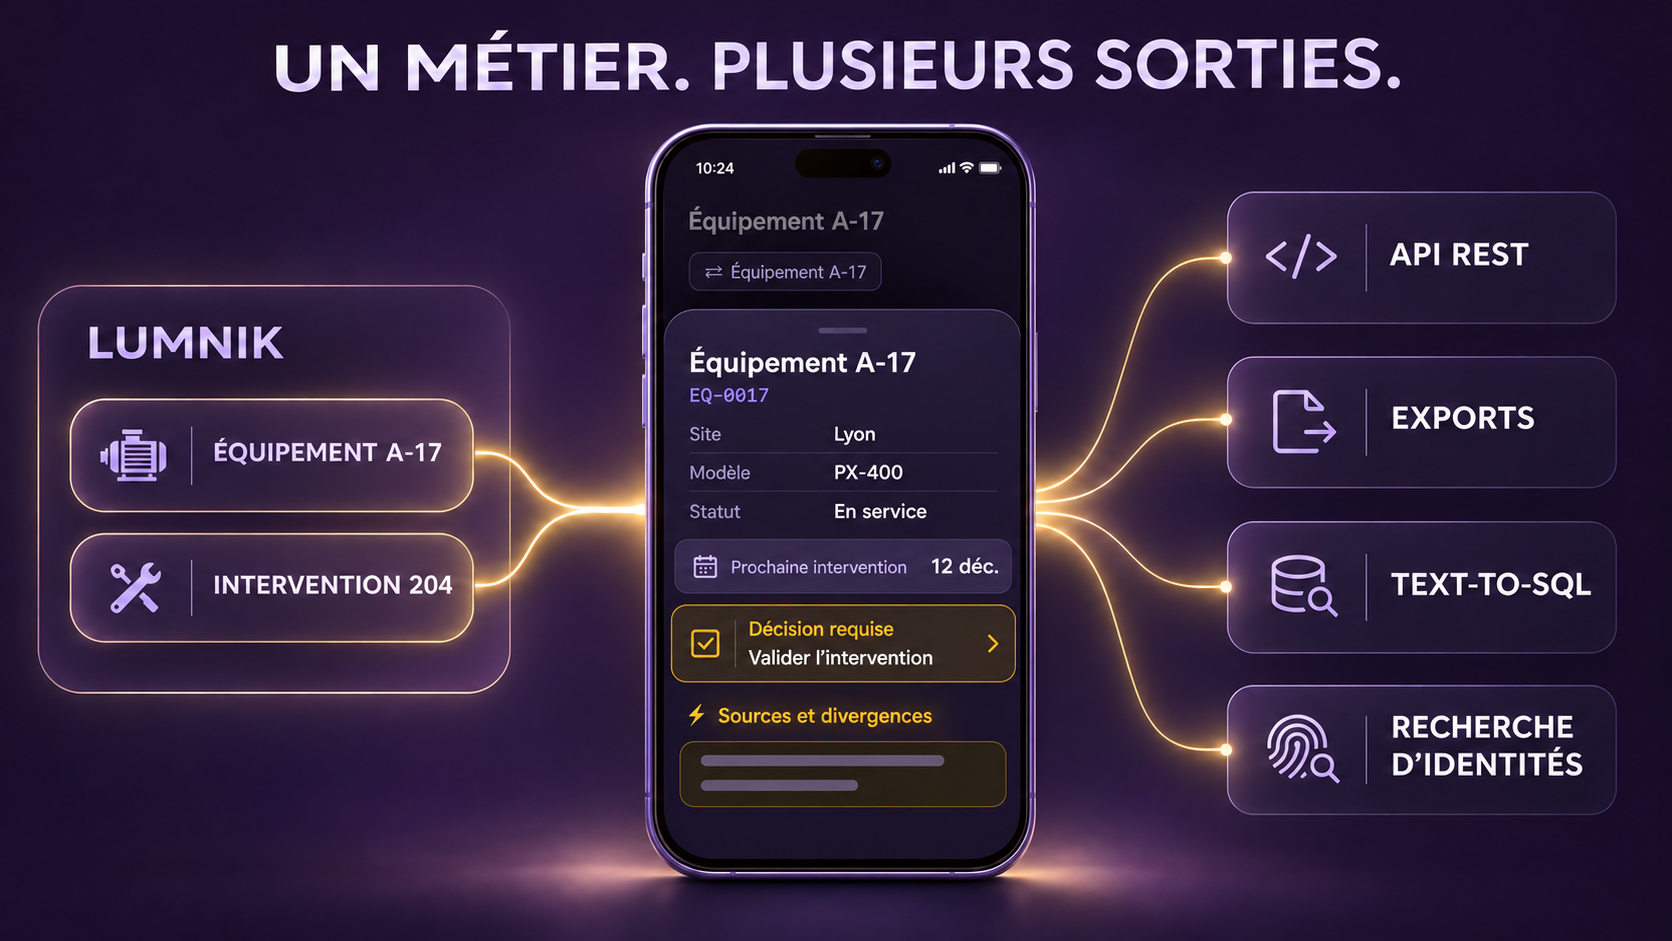 UN MÉTIER. PLUSIEURS SORTIES.
LUMNIK
ÉQUIPEMENT A-17
INTERVENTION 204
10:24
Équipement A-17
Équipement A-17
Équipement A-17
EQ-0017
Site Lyon
Modèle PX-400
Statut En service
Prochaine intervention 12 déc.
Décision requise
Valider l’intervention
Sources et divergences
API REST
EXPORTS
TEXT-TO-SQL
RECHERCHE
D’IDENTITÉS